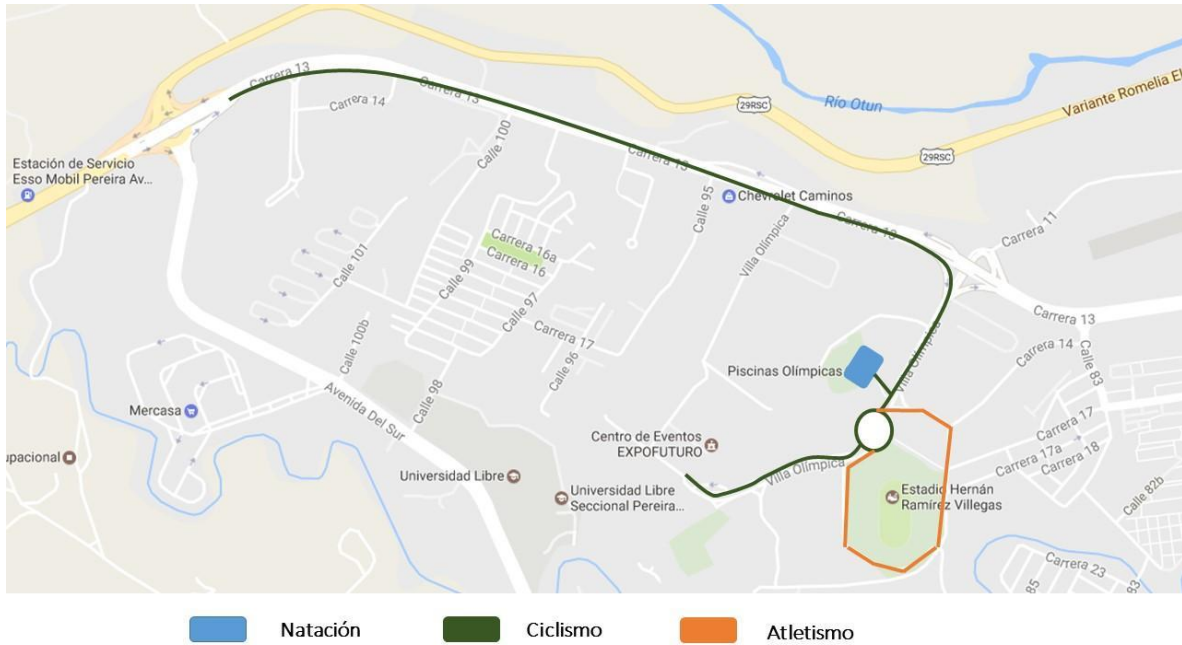 Carrera 13
Carrera 14
Carrera 13
Calle 100
29RSC
Río Otun
Variante Romelia El
29RSC
Estación de Servicio
Esso Mobil Pereira Av...
Carrera 13
Calle 95
Chevrolet Caminos
Carrera 13
Carrera 11
Villa Olímpica
Carrera 16a
Carrera 16
Calle 101
Calle 99
Calle 97
Carrera 17
Calle 100b
Calle 96
Calle 98
Carrera 13
Carrera 14
Calle 83
Villa Olímpica
Piscinas Olímpicas
Mercasa
Avenida Del Sur
Centro de Eventos
EXPOFUTURO
Carrera 17
Carrera 17a
Carrera 18
upacional
Universidad Libre
Villa Olímpica
Universidad Libre
Seccional Pereira...
Estadio Hernán
Ramírez Villegas
Calle 82b
Carrera 23
85
83
Natación
Ciclismo
Atletismo